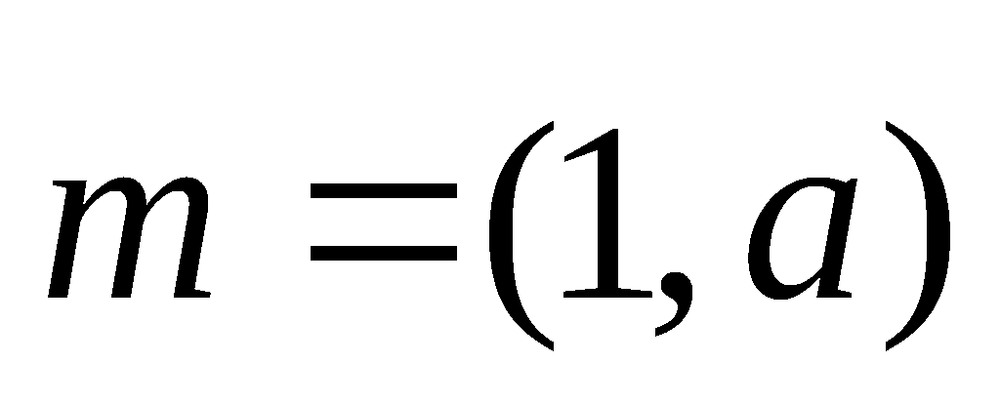 m = (1, a)